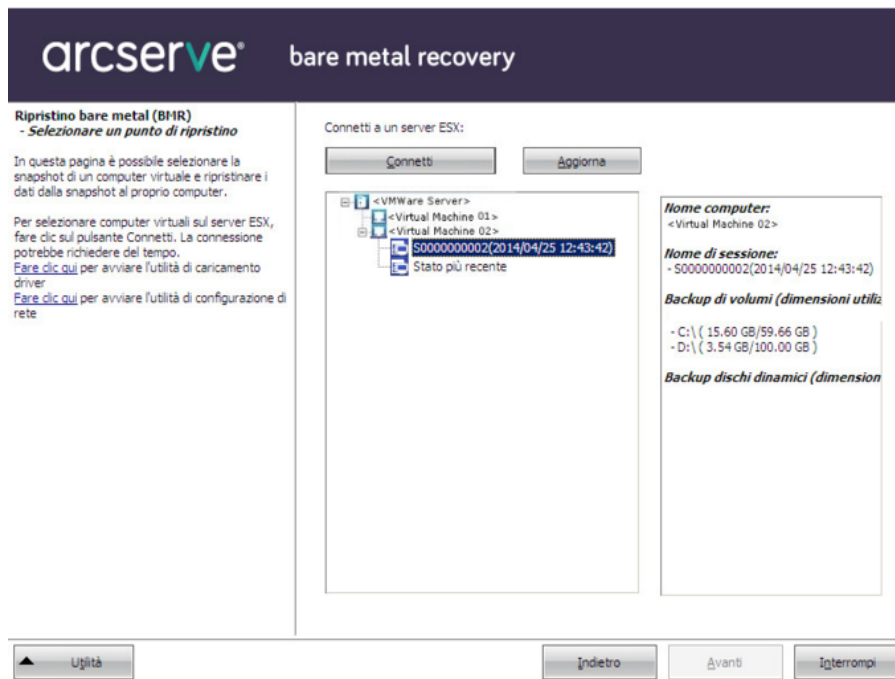 arcserve®
bare metal recovery
Ripristino bare metal (BMR)
- Selezionare un punto di ripristino
In questa pagina è possibile selezionare la
snapshot di un computer virtuale e ripristinare i
dati dalla snapshot al proprio computer.
Per selezionare computer virtuali sul server ESX,
fare clic sul pulsante Connetti. La connessione
potrebbe richiedere del tempo.
Fare clic qui per avviare l'utilità di caricamento
driver
Fare clic qui per avviare l'utilità di configurazione di
rete
Connetti a un server ESX:
Connetti
Aggiorna
<VMWare Server>
<Virtual Machine 01>
<Virtual Machine 02>
S0000000002(2014/04/25 12:43:42)
Stato più recente
Nome computer:
<Virtual Machine 02>
Nome di sessione:
- S0000000002(2014/04/25 12:43:42)
Backup di volumi (dimensioni utiliz
- C:\ ( 15.60 GB/59.66 GB )
- D:\ ( 3.54 GB/100.00 GB )
Backup dischi dinamici (dimension
Utilità
Indietro
Avanti
Interrompi